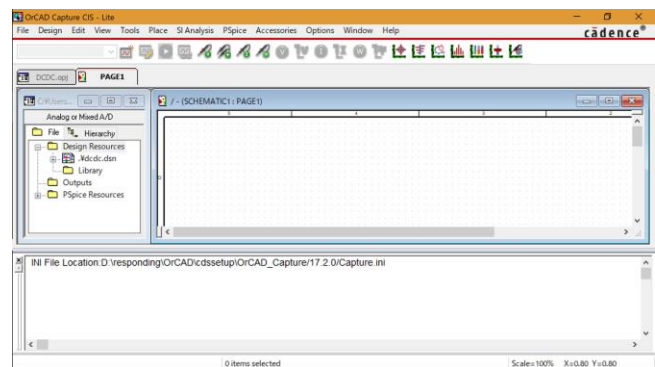 OrCAD Capture CIS - Lite
File Design Edit View Tools Place SI Analysis PSpice Accessories Options Window Help
cādence®
DCDC.opj PAGE1
/ - (SCHEMATIC1 : PAGE1)
Analog or Mixed A/D
File Hierarchy
Design Resources
.¥dcdc.dsn
Library
Outputs
PSpice Resources
INI File Location:D:\responding\OrCAD\cdssetup\OrCAD_Capture/17.2.0/Capture.ini
0 items selected
Scale=100% X=0.80 Y=0.80